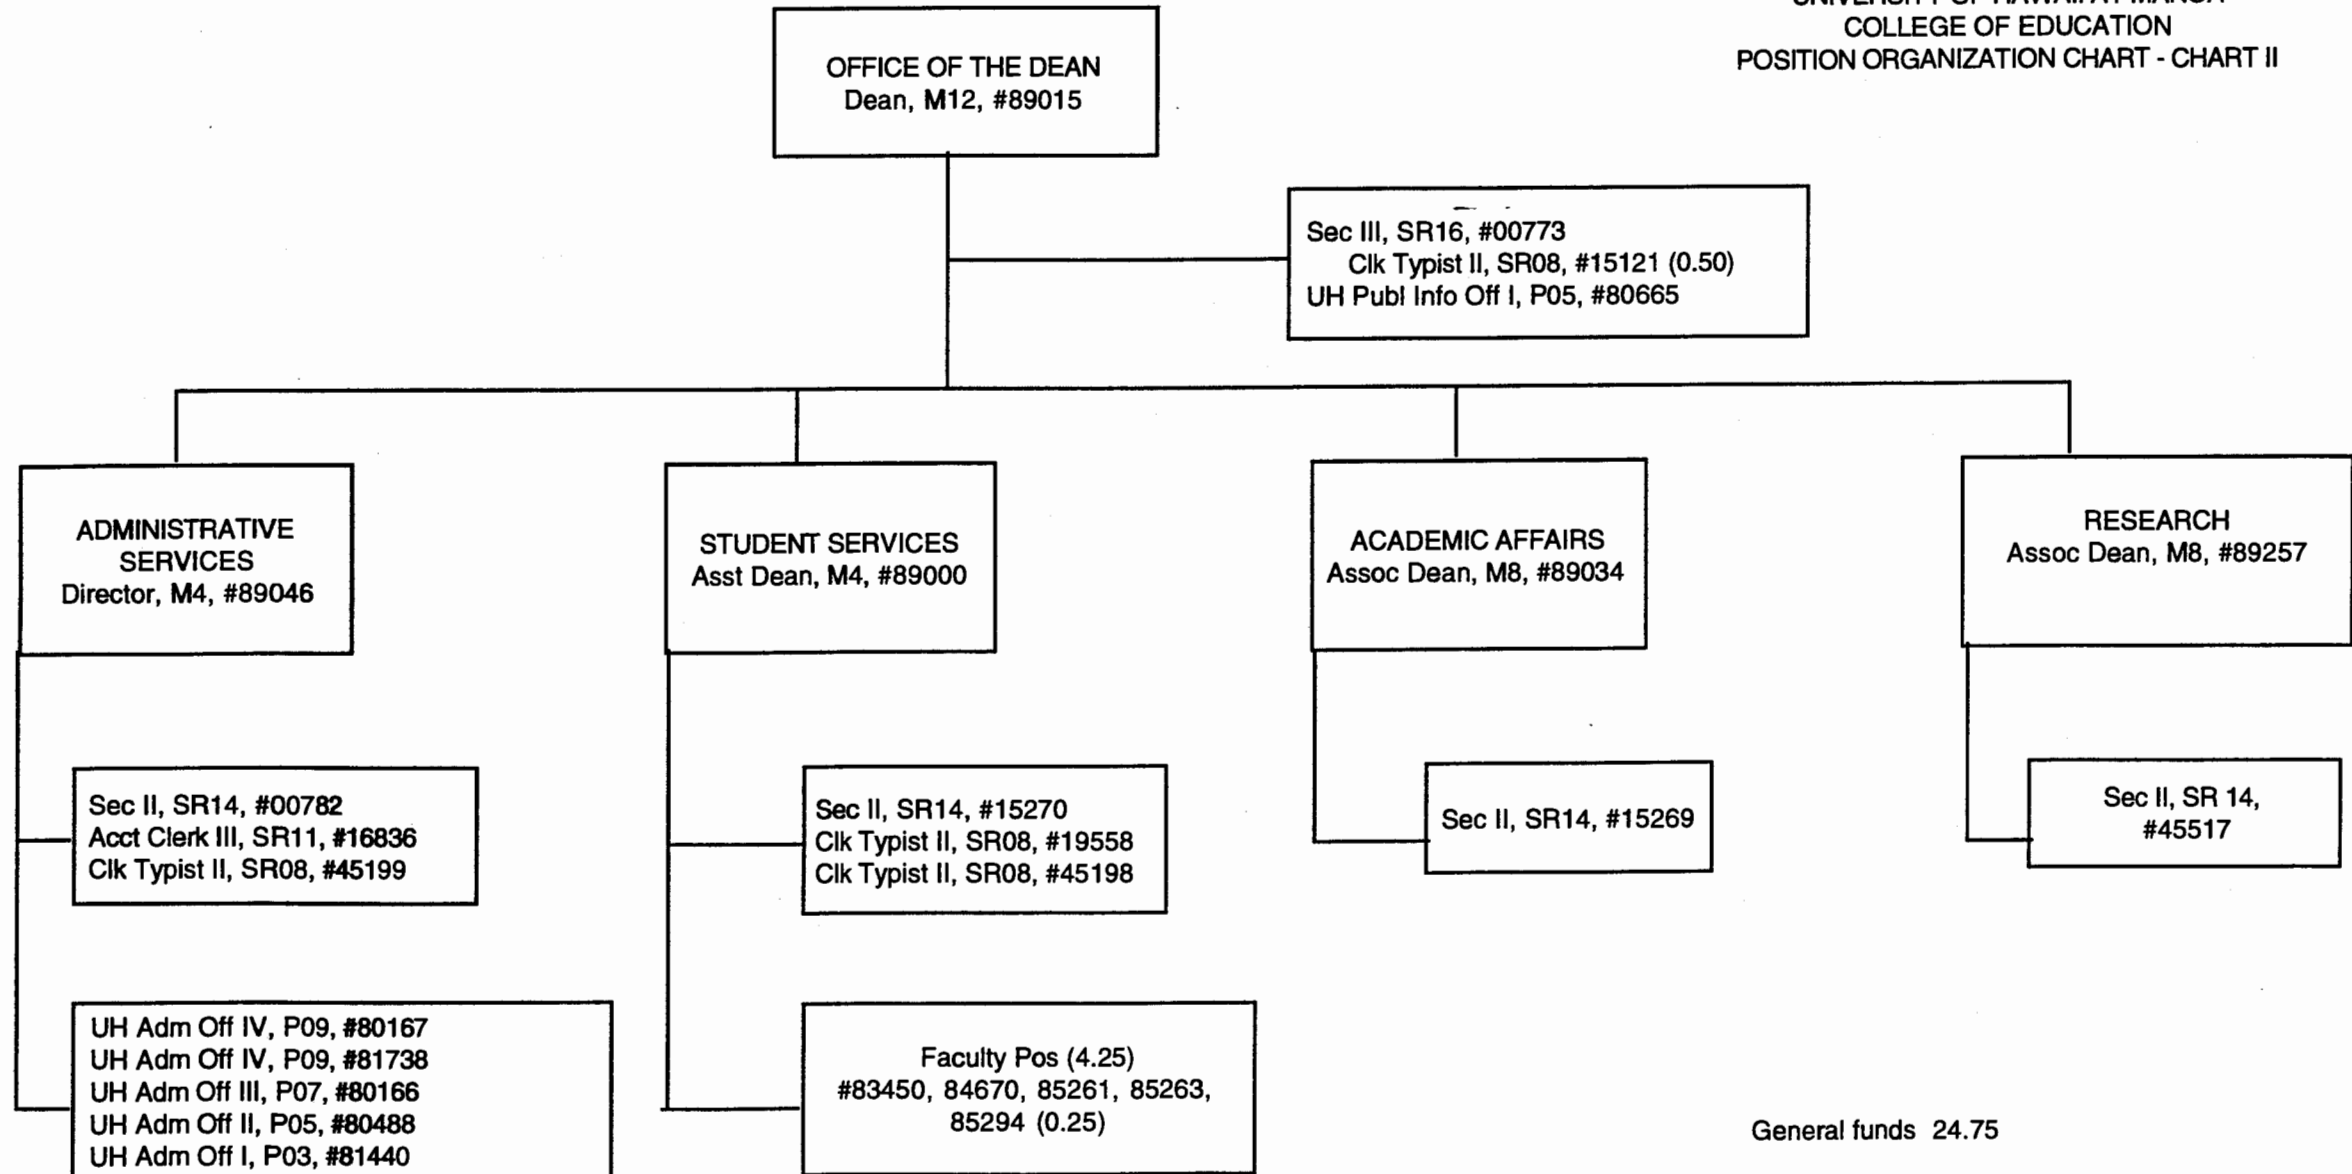 COLLEGE OF EDUCATION
POSITION ORGANIZATION CHART - CHART II
OFFICE OF THE DEAN
Dean, M12, #89015
Sec III, SR16, #00773
Clk Typist II, SR08, #15121 (0.50)
UH Publ Info Off I, P05, #80665
ADMINISTRATIVE
SERVICES
Director, M4, #89046
STUDENT SERVICES
Asst Dean, M4, #89000
ACADEMIC AFFAIRS
Assoc Dean, M8, #89034
RESEARCH
Assoc Dean, M8, #89257
Sec II, SR14, #00782
Acct Clerk III, SR11, #16836
Clk Typist II, SR08, #45199
Sec II, SR14, #15270
Clk Typist II, SR08, #19558
Clk Typist II, SR08, #45198
Sec II, SR14, #15269
Sec II, SR 14,
#45517
UH Adm Off IV, P09, #80167
UH Adm Off IV, P09, #81738
UH Adm Off III, P07, #80166
UH Adm Off II, P05, #80488
UH Adm Off I, P03, #81440
Faculty Pos (4.25)
#83450, 84670, 85261, 85263,
85294 (0.25)
General funds 24.75